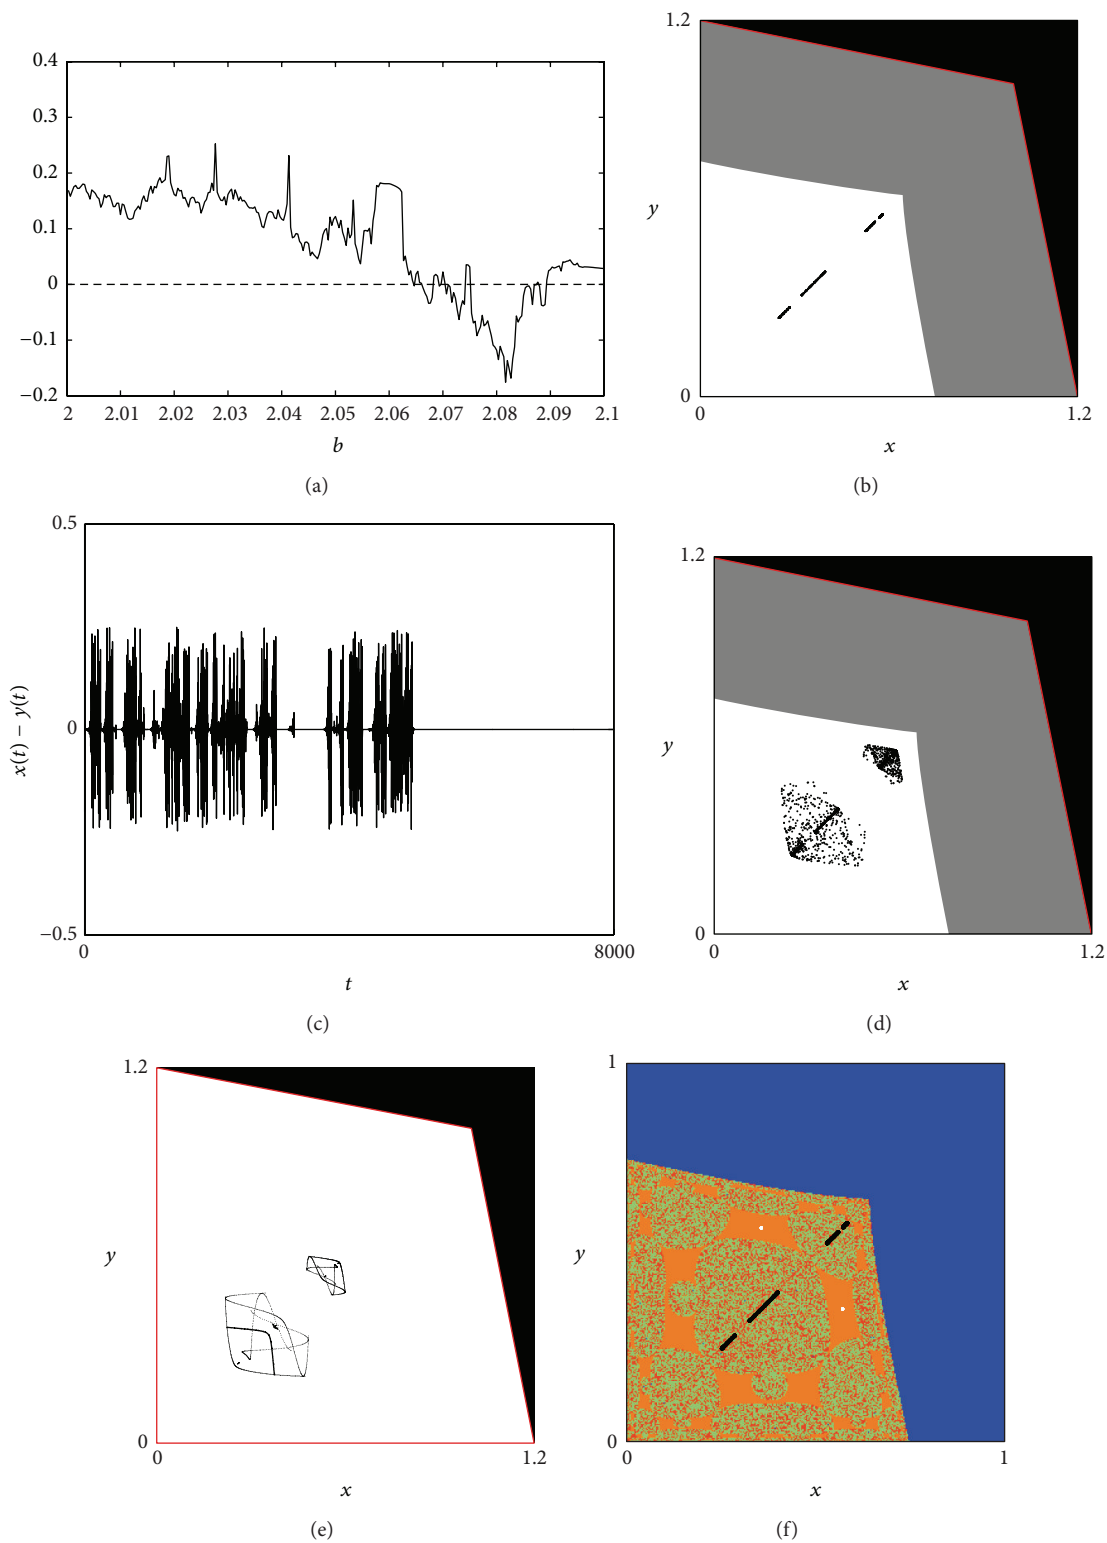 0.4
0.3
0.2
0.1
0
−0.1
−0.2
2 2.01 2.02 2.03 2.04 2.05 2.06 2.07 2.08 2.09 2.1
b
(a)
1.2
y
0
0 1.2
x
(b)
0.5
x(t) − y(t)
0
−0.5
0 8000
t
(c)
1.2
y
0
0 1.2
x
(d)
1.2
y
0
0 1.2
x
(e)
1
y
0
0 1
x
(f)